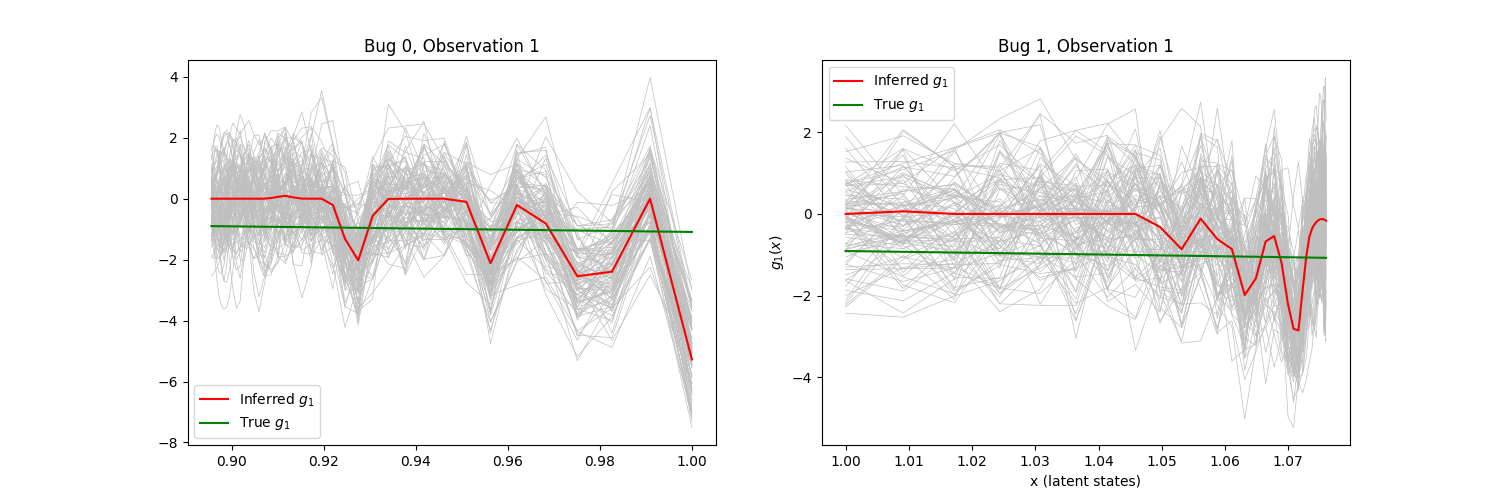 Bug 0, Observation 1
4
2
0
−2
−4
−6
−8
Inferred g₁
True g₁
0.90 0.92 0.94 0.96 0.98 1.00
Bug 1, Observation 1
Inferred g₁
True g₁
g₁(x)
2
0
−2
−4
1.00 1.01 1.02 1.03 1.04 1.05 1.06 1.07
x (latent states)